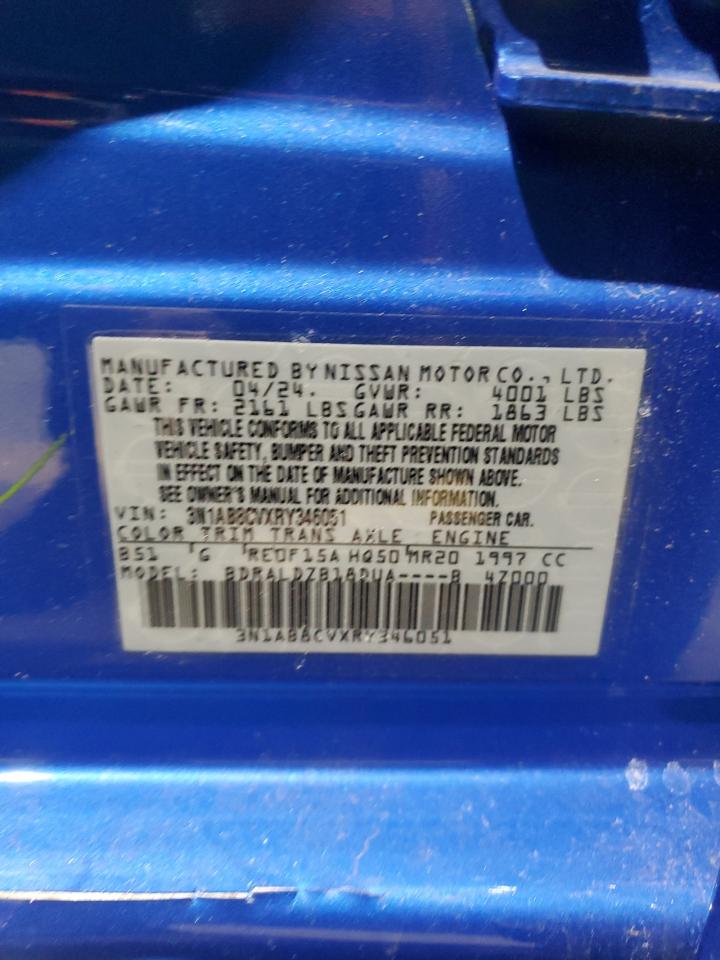 MANUFACTURED BY NISSAN MOTOR CO., LTD.
DATE: 04/24. GVWR: 4001 LBS
GAWR FR: 2161 LBS GAWR RR: 1863 LBS
THIS VEHICLE CONFORMS TO ALL APPLICABLE FEDERAL MOTOR
VEHICLE SAFETY, BUMPER AND THEFT PREVENTION STANDARDS
IN EFFECT ON THE DATE OF MANUFACTURE SHOWN ABOVE.
SEE OWNER'S MANUAL FOR ADDITIONAL INFORMATION.
VIN: 3N1AB8CVXRY346051 PASSENGER CAR.
COLOR TRIM TRANS AXLE ENGINE
B51 G RE0F15A HQ50 MR20 1997 CC
MODEL: BDRALDZB18DUA----B 4Z000
3N1AB8CVXRY346051